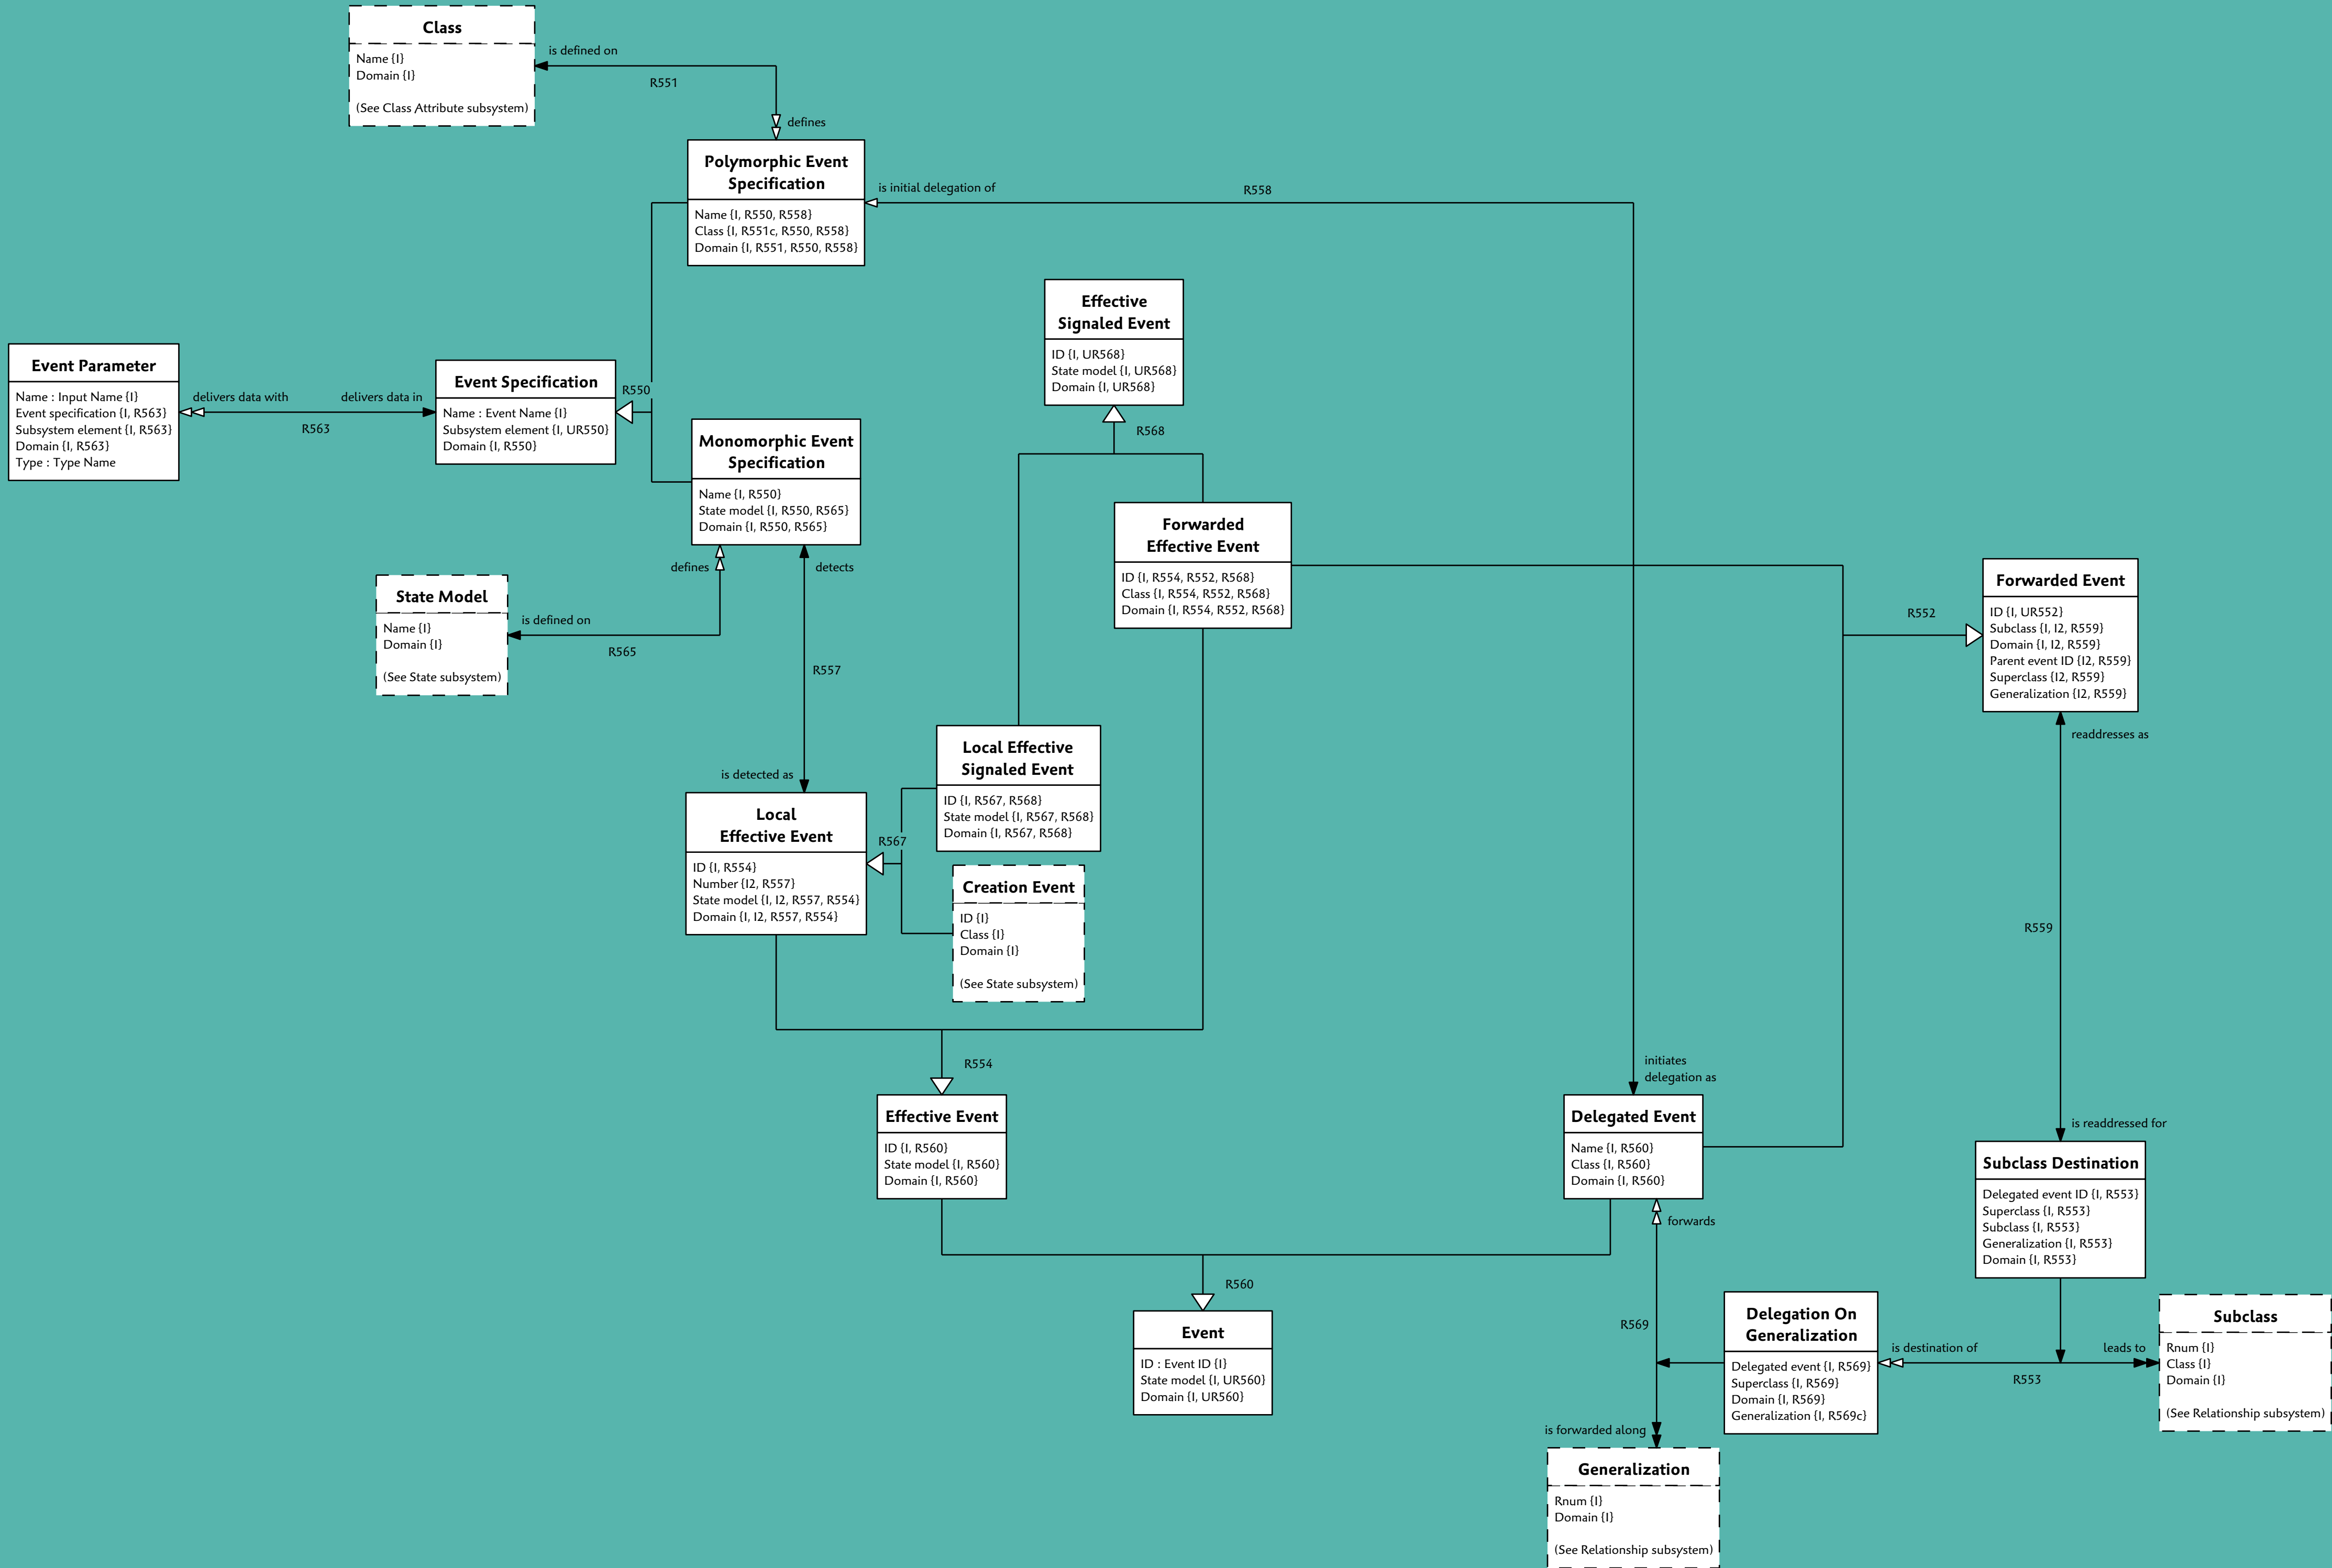 Class
Name {I}
Domain {I}
(See Class Attribute subsystem)
is defined on
R551
defines
Polymorphic Event
Specification
Name {I, R550, R558}
Class {I, R551c, R550, R558}
Domain {I, R551, R550, R558}
is initial delegation of
R558
Effective
Signaled Event
ID {I, UR568}
State model {I, UR568}
Domain {I, UR568}
R568
Event Parameter
Name : Input Name {I}
Event specification {I, R563}
Subsystem element {I, R563}
Domain {I, R563}
Type : Type Name
delivers data with
delivers data in
R563
Event Specification
Name : Event Name {I}
Subsystem element {I, UR550}
Domain {I, R550}
R550
Monomorphic Event
Specification
Name {I, R550}
State model {I, R550, R565}
Domain {I, R550, R565}
defines
detects
State Model
Name {I}
Domain {I}
(See State subsystem)
is defined on
R565
R557
Forwarded
Effective Event
ID {I, R554, R552, R568}
Class {I, R554, R552, R568}
Domain {I, R554, R552, R568}
R552
Forwarded Event
ID {I, UR552}
Subclass {I, I2, R559}
Domain {I, I2, R559}
Parent event ID {I2, R559}
Superclass {I2, R559}
Generalization {I2, R559}
readdresses as
R559
is readdressed for
is detected as
Local
Effective Event
ID {I, R554}
Number {I2, R557}
State model {I, I2, R557, R554}
Domain {I, I2, R557, R554}
R567
Local Effective
Signaled Event
ID {I, R567, R568}
State model {I, R567, R568}
Domain {I, R567, R568}
Creation Event
ID {I}
Class {I}
Domain {I}
(See State subsystem)
R554
Effective Event
ID {I, R560}
State model {I, R560}
Domain {I, R560}
initiates
delegation as
Delegated Event
Name {I, R560}
Class {I, R560}
Domain {I, R560}
forwards
R560
Event
ID : Event ID {I}
State model {I, UR560}
Domain {I, UR560}
R569
is forwarded along
Generalization
Rnum {I}
Domain {I}
(See Relationship subsystem)
Delegation On
Generalization
Delegated event {I, R569}
Superclass {I, R569}
Domain {I, R569}
Generalization {I, R569c}
Subclass Destination
Delegated event ID {I, R553}
Superclass {I, R553}
Subclass {I, R553}
Generalization {I, R553}
Domain {I, R553}
is destination of
leads to
R553
Subclass
Rnum {I}
Class {I}
Domain {I}
(See Relationship subsystem)